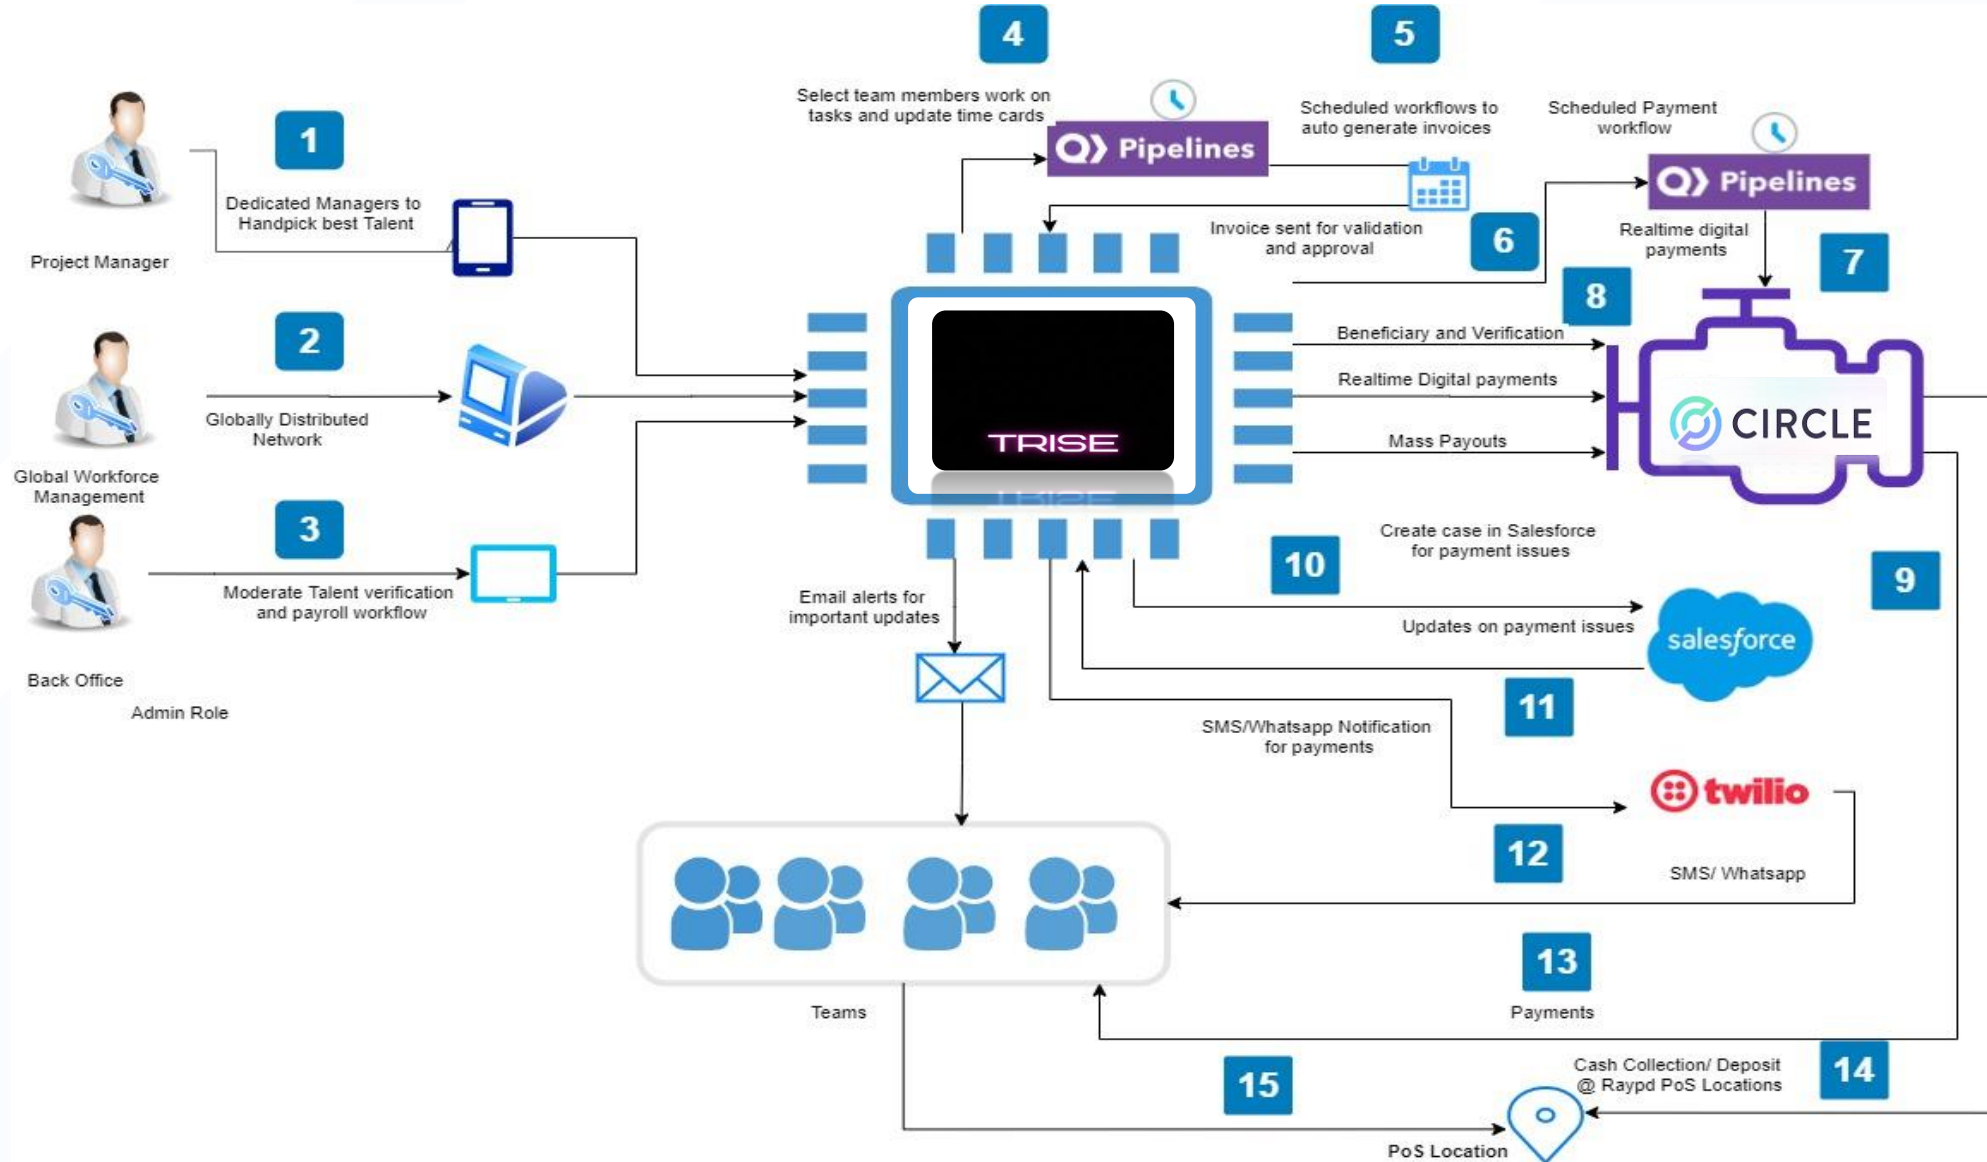 4
5
Select team members work on
tasks and update time cards
Pipelines
Scheduled workflows to
auto generate invoices
Scheduled Payment
workflow
Pipelines
1
Dedicated Managers to
Handpick best Talent
Project Manager
Invoice sent for validation
and approval
6
Realtime digital
payments
7
8
2
Globally Distributed
Network
Global Workforce
Management
TRISE
Beneficiary and Verification
Realtime Digital payments
Mass Payouts
CIRCLE
3
Moderate Talent verification
and payroll workflow
Back Office
Admin Role
Email alerts for
important updates
10
Create case in Salesforce
for payment issues
9
Updates on payment issues
salesforce
11
SMS/Whatsapp Notification
for payments
twilio
12
SMS/ Whatsapp
13
Payments
Teams
15
Cash Collection/ Deposit
@ Raypd PoS Locations
14
PoS Location